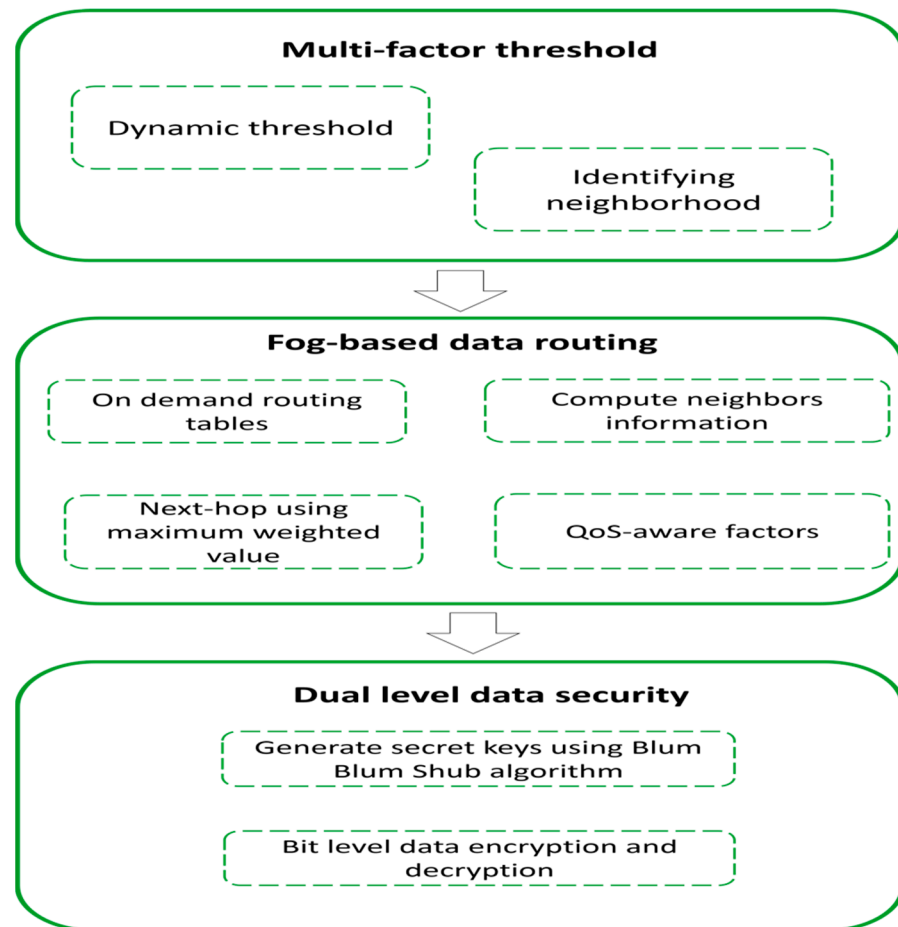 Multi-factor threshold
Dynamic threshold
Identifying
neighborhood
Fog-based data routing
On demand routing
tables
Compute neighbors
information
Next-hop using
maximum weighted
value
QoS-aware factors
Dual level data security
Generate secret keys using Blum
Blum Shub algorithm
Bit level data encryption and
decryption